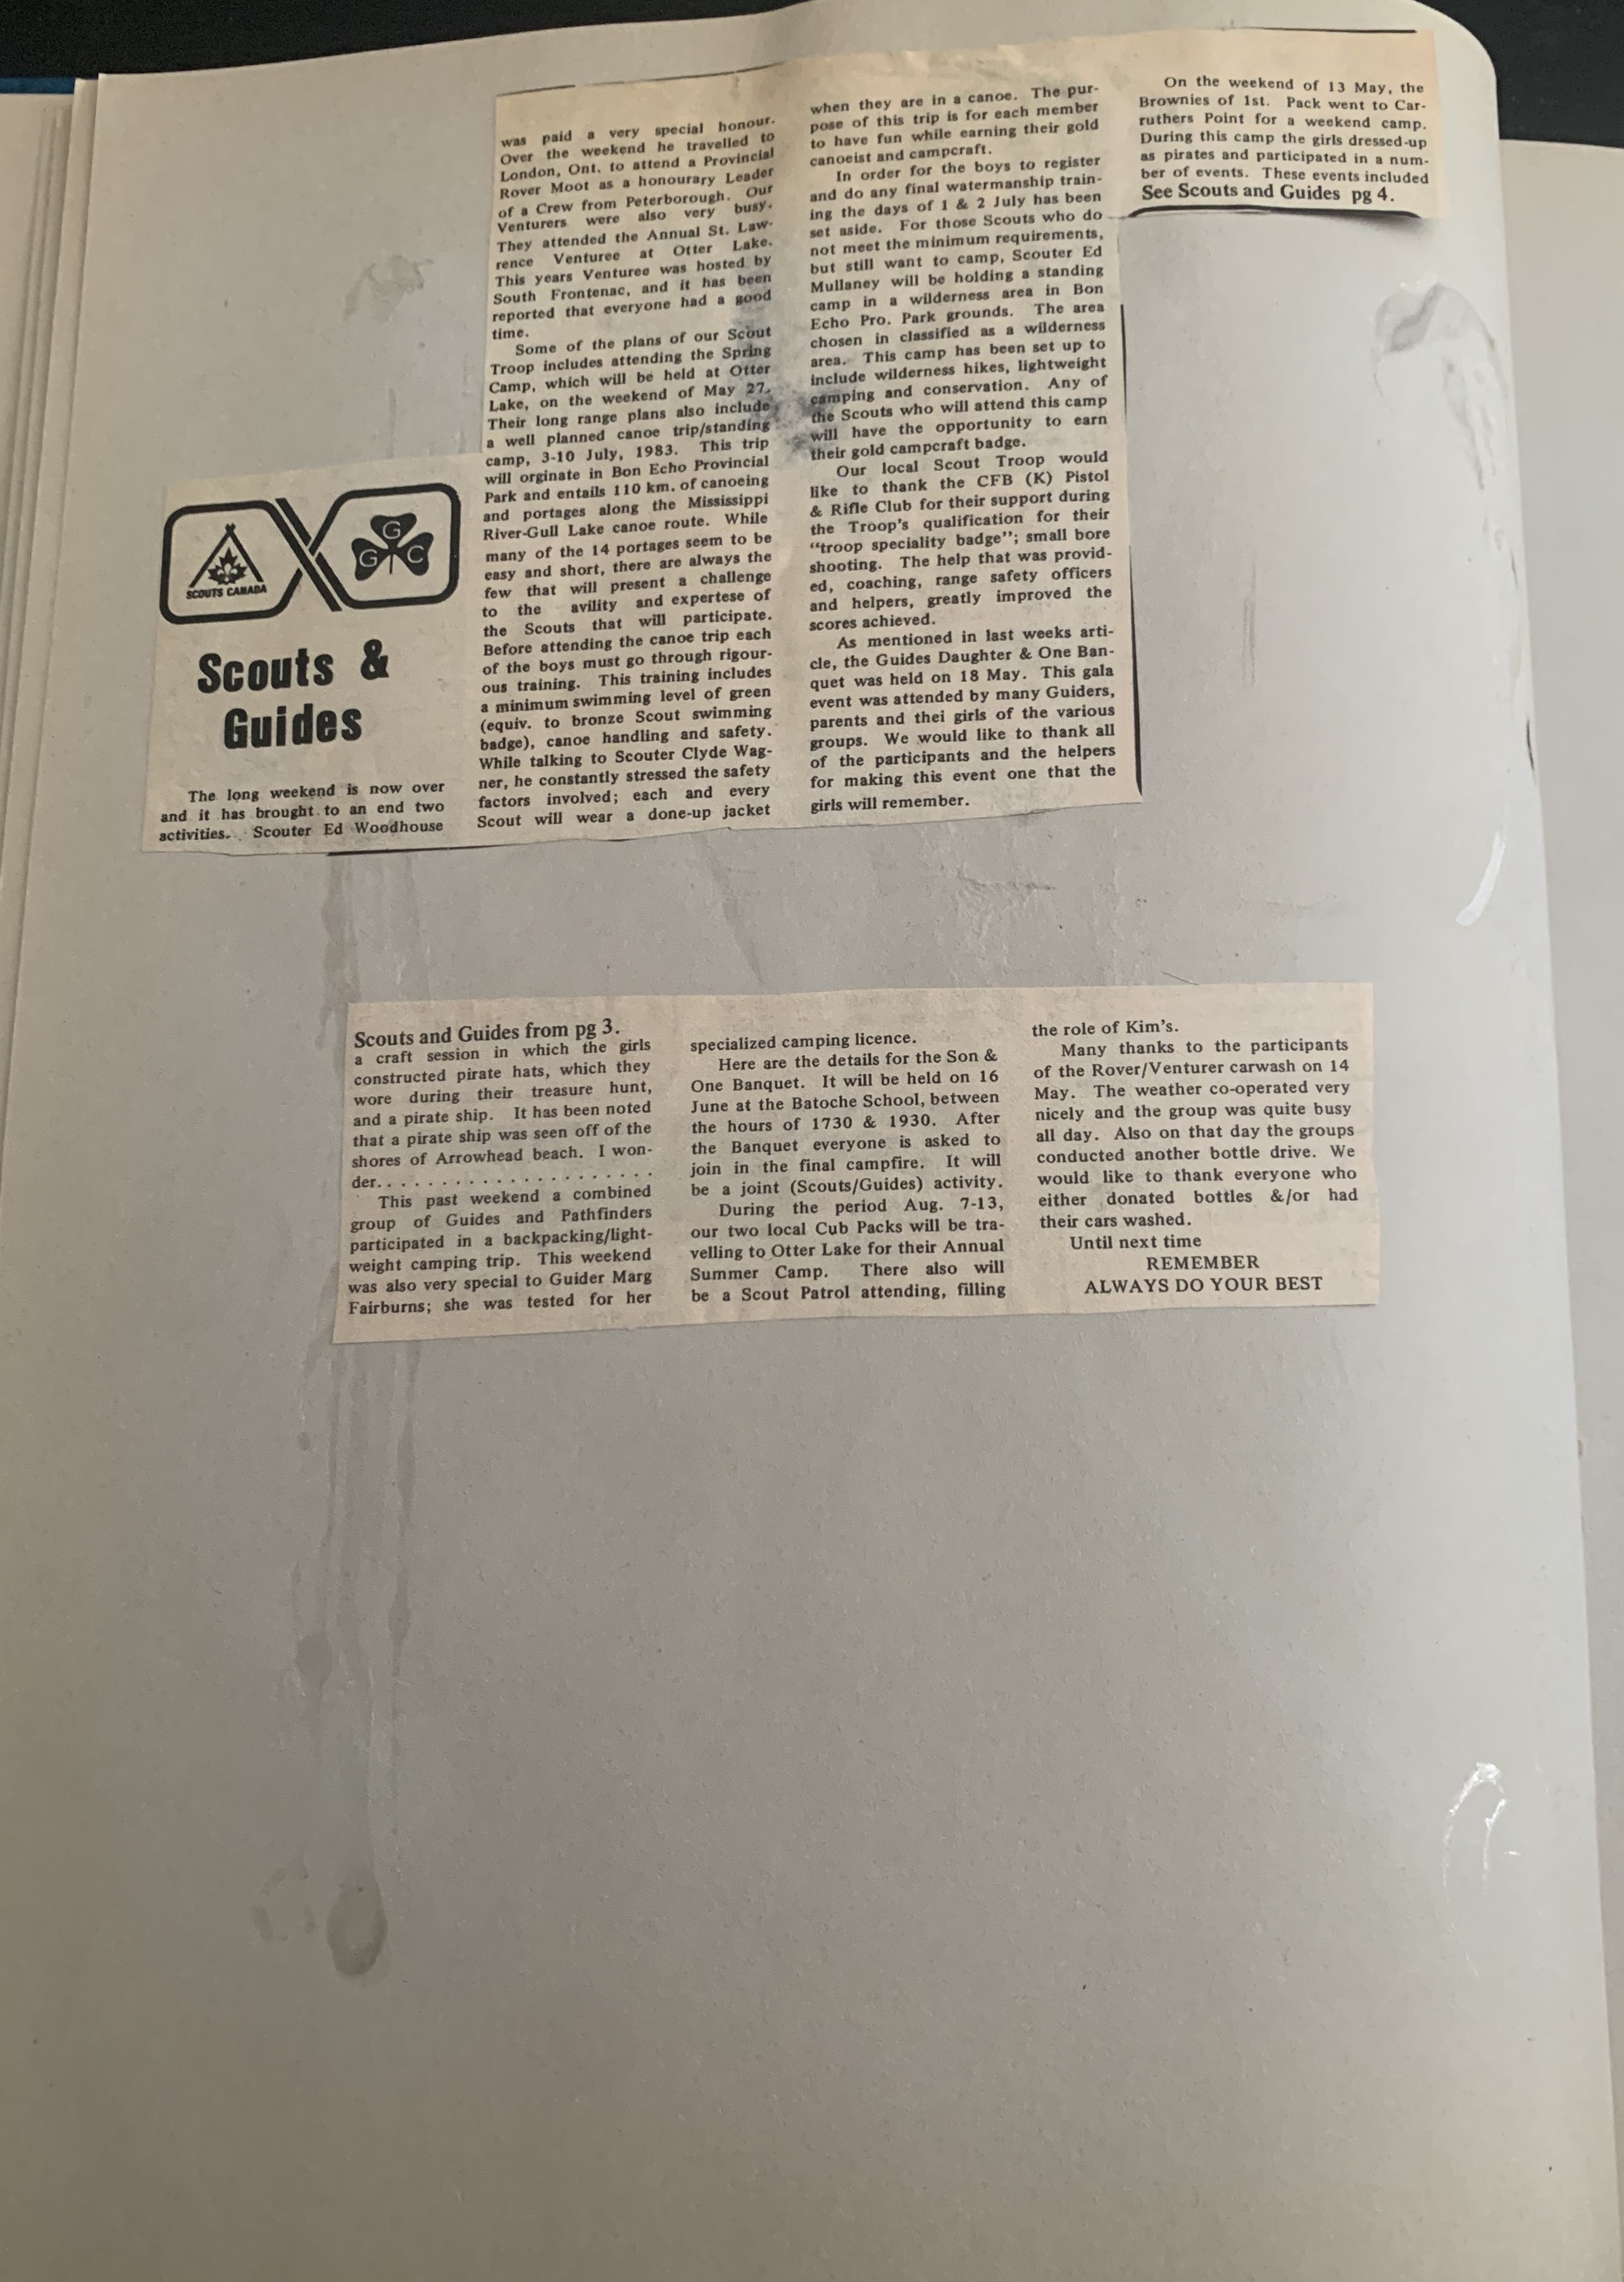 SCOUTS CANADA
G
G C
Scouts &
Guides
The long weekend is now over
and it has brought to an end two
activities. Scouter Ed Woodhouse
was paid a very special honour.
Over the weekend he travelled to
London, Ont. to attend a Provincial
Rover Moot as a honourary Leader
of a Crew from Peterborough. Our
Venturers were also very busy.
They attended the Annual St. Law-
rence Venturee at Otter Lake.
This years Venturee was hosted by
South Frontenac, and it has been
reported that everyone had a good
time.
Some of the plans of our Scout
Troop includes attending the Spring
Camp, which will be held at Otter
Lake, on the weekend of May 27.
Their long range plans also include
a well planned canoe trip/standing
camp, 3-10 July, 1983. This trip
will orginate in Bon Echo Provincial
Park and entails 110 km. of canoeing
and portages along the Mississippi
River-Gull Lake canoe route. While
many of the 14 portages seem to be
easy and short, there are always the
few that will present a challenge
to the avility and expertese of
the Scouts that will participate.
Before attending the canoe trip each
of the boys must go through rigour-
ous training. This training includes
a minimum swimming level of green
(equiv. to bronze Scout swimming
badge), canoe handling and safety.
While talking to Scouter Clyde Wag-
ner, he constantly stressed the safety
factors involved; each and every
Scout will wear a done-up jacket
when they are in a canoe. The pur-
pose of this trip is for each member
to have fun while earning their gold
canoeist and campcraft.
In order for the boys to register
and do any final watermanship train-
ing the days of 1 & 2 July has been
set aside. For those Scouts who do
not meet the minimum requirements,
but still want to camp, Scouter Ed
Mullaney will be holding a standing
camp in a wilderness area in Bon
Echo Pro. Park grounds. The area
chosen in classified as a wilderness
area. This camp has been set up to
include wilderness hikes, lightweight
camping and conservation. Any of
the Scouts who will attend this camp
will have the opportunity to earn
their gold campcraft badge.
Our local Scout Troop would
like to thank the CFB (K) Pistol
& Rifle Club for their support during
the Troop's qualification for their
"troop speciality badge"; small bore
shooting. The help that was provid-
ed, coaching, range safety officers
and helpers, greatly improved the
scores achieved.
As mentioned in last weeks arti-
cle, the Guides Daughter & One Ban-
quet was held on 18 May. This gala
event was attended by many Guiders,
parents and thei girls of the various
groups. We would like to thank all
of the participants and the helpers
for making this event one that the
girls will remember.
On the weekend of 13 May, the
Brownies of 1st. Pack went to Car-
ruthers Point for a weekend camp.
During this camp the girls dressed-up
as pirates and participated in a num-
ber of events. These events included
See Scouts and Guides pg 4.
Scouts and Guides from pg 3.
a craft session in which the girls
constructed pirate hats, which they
wore during their treasure hunt,
and a pirate ship. It has been noted
that a pirate ship was seen off of the
shores of Arrowhead beach. I won-
der. . . . . . . . . . . . . . . . . . .
This past weekend a combined
group of Guides and Pathfinders
participated in a backpacking/light-
weight camping trip. This weekend
was also very special to Guider Marg
Fairburns; she was tested for her
specialized camping licence.
Here are the details for the Son &
One Banquet. It will be held on 16
June at the Batoche School, between
the hours of 1730 & 1930. After
the Banquet everyone is asked to
join in the final campfire. It will
be a joint (Scouts/Guides) activity.
During the period Aug. 7-13,
our two local Cub Packs will be tra-
velling to Otter Lake for their Annual
Summer Camp. There also will
be a Scout Patrol attending, filling
the role of Kim's.
Many thanks to the participants
of the Rover/Venturer carwash on 14
May. The weather co-operated very
nicely and the group was quite busy
all day. Also on that day the groups
conducted another bottle drive. We
would like to thank everyone who
either donated bottles &/or had
their cars washed.
Until next time
REMEMBER
ALWAYS DO YOUR BEST